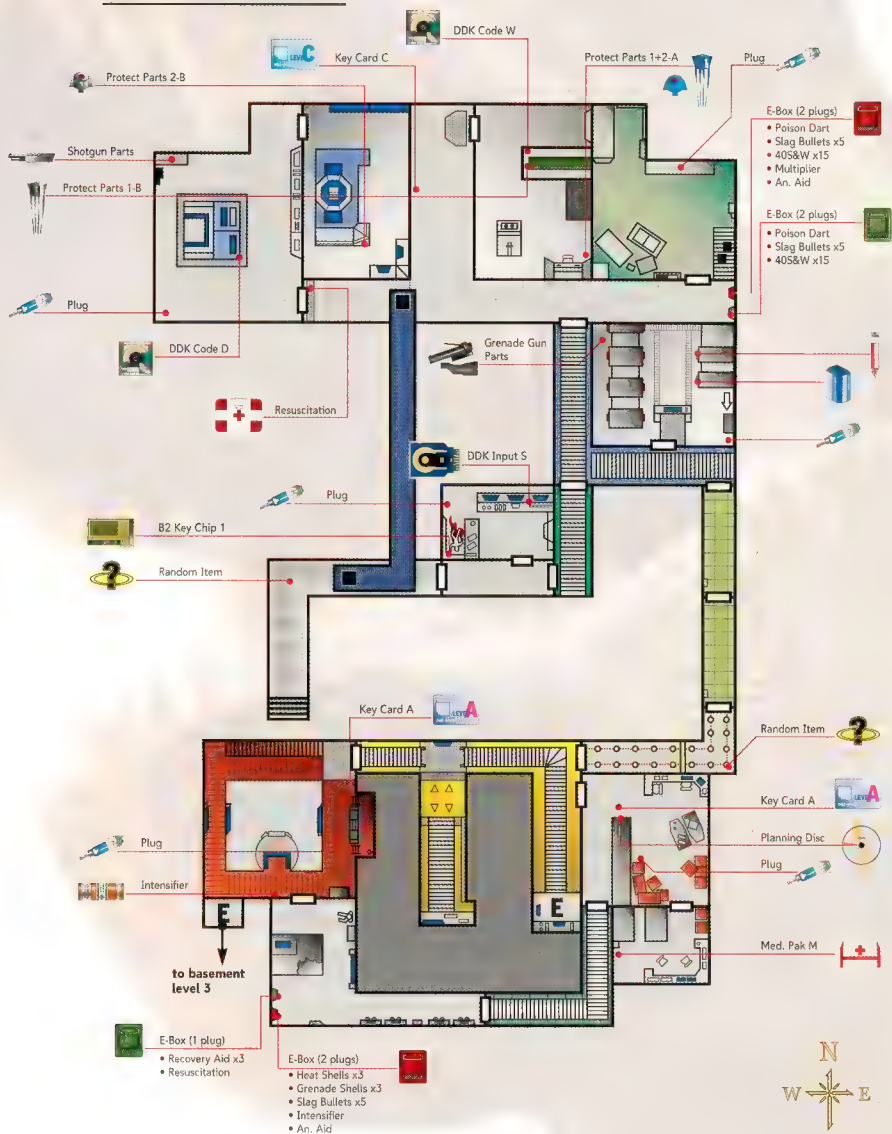 DDK Code W
LEVEL C
Key Card C
Protect Parts 1+2-A
Plug
Protect Parts 2-B
E-Box (2 plugs)
• Poison Dart
• Slag Bullets x5
• 40S&W x15
• Multiplier
• An. Aid
Shotgun Parts
Protect Parts 1-B
E-Box (2 plugs)
• Poison Dart
• Slag Bullets x5
• 40S&W x15
Plug
Grenade Gun
Parts
DDK Code D
Resuscitation
DDK Input S
Plug
B2 Key Chip 1
Random Item
Key Card A
LEVEL A
Random Item
Key Card A
LEVEL A
Planning Disc
Plug
Plug
Intensifier
E
E
Med. Pak M
to basement
level 3
E-Box (1 plug)
• Recovery Aid x3
• Resuscitation
E-Box (2 plugs)
• Heat Shells x3
• Grenade Shells x3
• Slag Bullets x5
• Intensifier
• An. Aid
N
W E
S